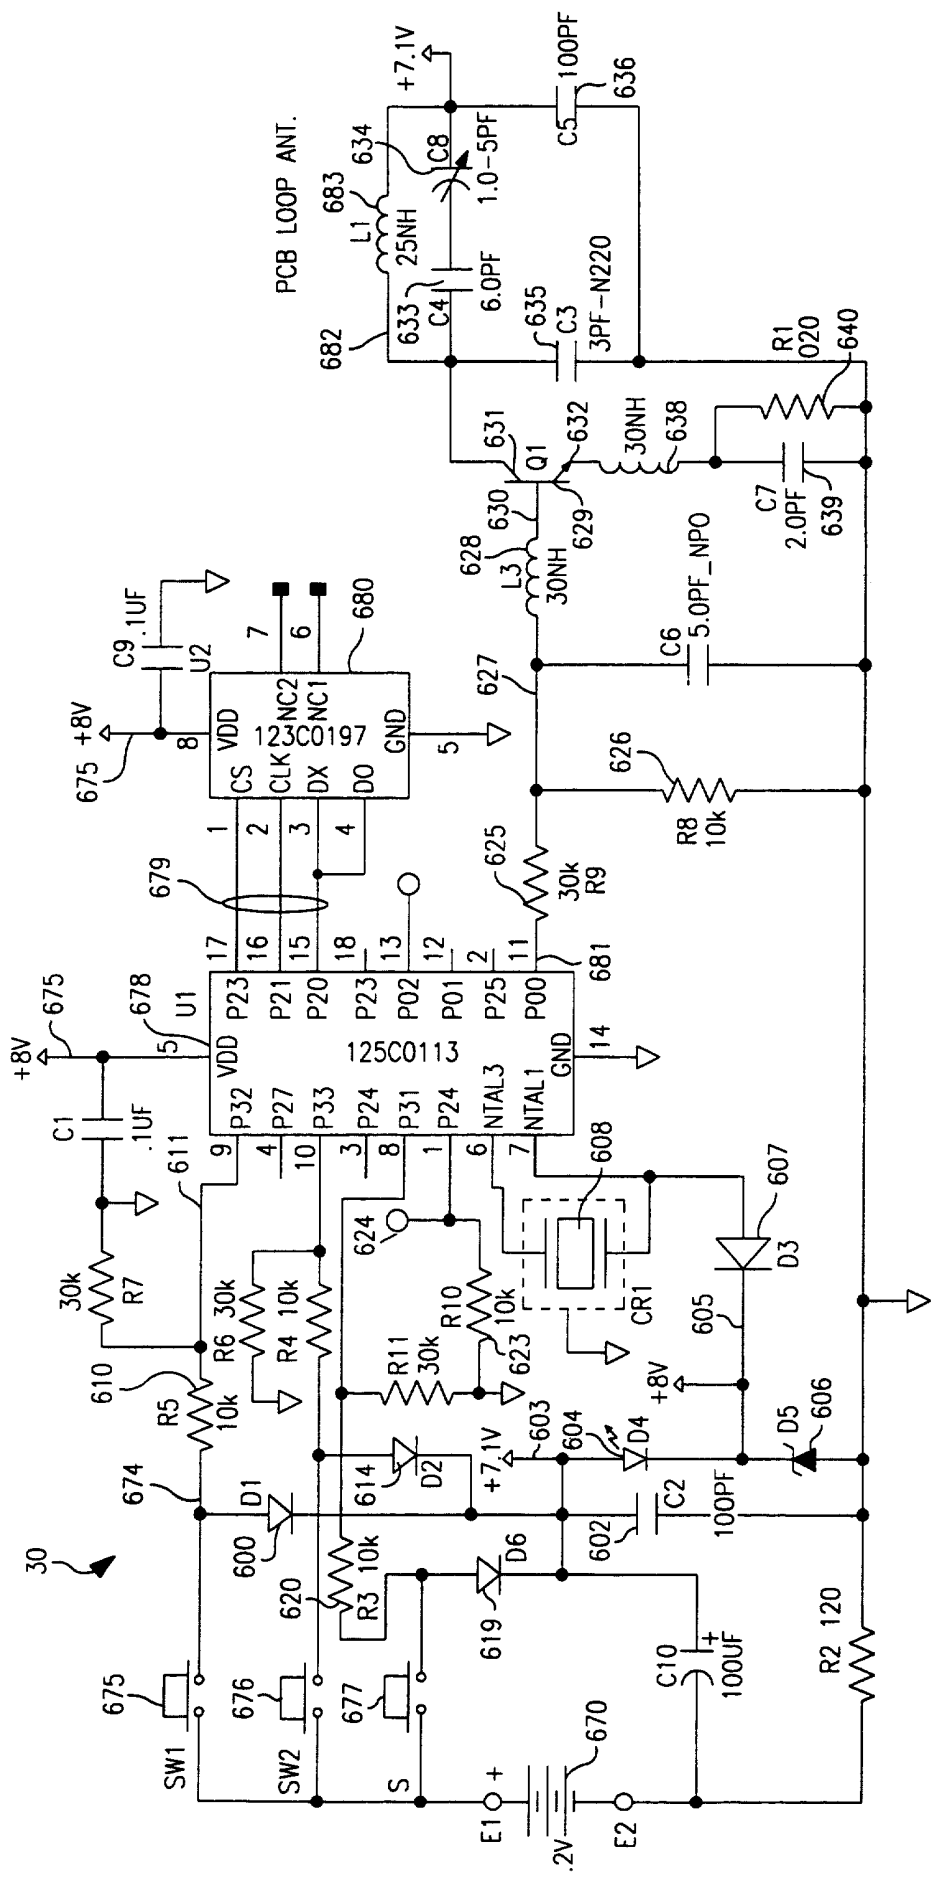 30
SW1
675
674
R5
10k
610
611
30k
R7
C1
.1UF
+8V
675
5
678
SW2
676
D1
600
R6
30k
R4
10k
S
677
620
R3
10k
614
D2
R11
30k
R10
10k
623
624
619
D6
+7.1V
603
604
D4
602
C2
100PF
+8V
605
D5
606
D3
607
CR1
608
E1
+
.2V
670
E2
C10
+
100UF
R2 120
U1
VDD
125C0113
9
P32
4
P27
10
P33
3
P24
8
P31
1
P24
6
NTAL3
7
NTAL1
GND
14
17
P23
16
P21
15
P20
18
P23
13
P02
12
P01
2
P25
11
P00
681
679
1
CS
2
CLK
3
DX
4
DO
+8V
675
8
VDD
123C0197
GND
5
C9
.1UF
U2
7
NC2
6
NC1
680
625
30k
R9
626
R8
10k
627
C6
5.0PF_NPO
628
L3
30NH
630
629
631
Q1
632
30NH
638
C7
2.0PF
639
R1
020
640
PCB LOOP ANT.
682
L1
683
25NH
633
C4
6.0PF
634
C8
1.0-5PF
635
C3
3PF-N220
+7.1V
C5
100PF
636